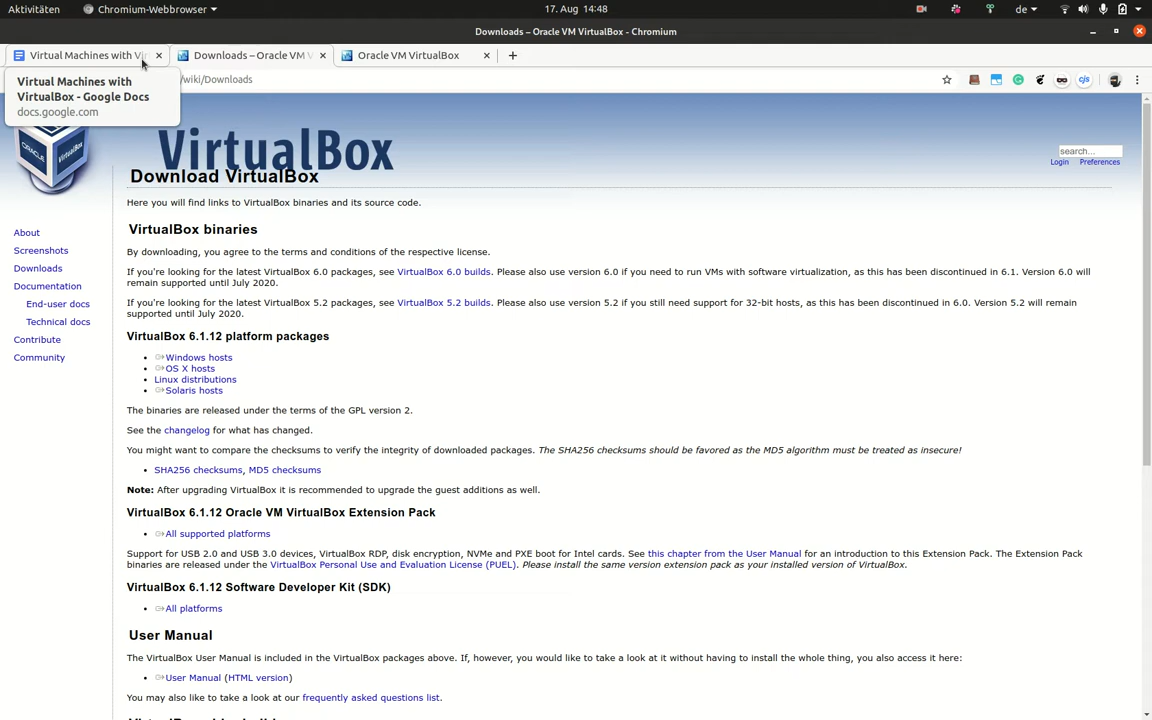 Aktivitäten
Chromium-Webbrowser
17. Aug 14:48
de
Downloads – Oracle VM VirtualBox - Chromium
Virtual Machines with Vi
Downloads – Oracle VM V
Oracle VM VirtualBox
/wiki/Downloads
cjs
Virtual Machines with
VirtualBox - Google Docs
docs.google.com
ORACLE
VirtualBox
VirtualBox
search...
Login
Preferences
Download VirtualBox
Here you will find links to VirtualBox binaries and its source code.
About
Screenshots
Downloads
Documentation
End-user docs
Technical docs
Contribute
Community
VirtualBox binaries
By downloading, you agree to the terms and conditions of the respective license.
If you're looking for the latest VirtualBox 6.0 packages, see VirtualBox 6.0 builds. Please also use version 6.0 if you need to run VMs with software virtualization, as this has been discontinued in 6.1. Version 6.0 will
remain supported until July 2020.
If you're looking for the latest VirtualBox 5.2 packages, see VirtualBox 5.2 builds. Please also use version 5.2 if you still need support for 32-bit hosts, as this has been discontinued in 6.0. Version 5.2 will remain
supported until July 2020.
VirtualBox 6.1.12 platform packages
Windows hosts
OS X hosts
Linux distributions
Solaris hosts
The binaries are released under the terms of the GPL version 2.
See the changelog for what has changed.
You might want to compare the checksums to verify the integrity of downloaded packages. The SHA256 checksums should be favored as the MD5 algorithm must be treated as insecure!
SHA256 checksums, MD5 checksums
Note: After upgrading VirtualBox it is recommended to upgrade the guest additions as well.
VirtualBox 6.1.12 Oracle VM VirtualBox Extension Pack
All supported platforms
Support for USB 2.0 and USB 3.0 devices, VirtualBox RDP, disk encryption, NVMe and PXE boot for Intel cards. See this chapter from the User Manual for an introduction to this Extension Pack. The Extension Pack
binaries are released under the VirtualBox Personal Use and Evaluation License (PUEL). Please install the same version extension pack as your installed version of VirtualBox.
VirtualBox 6.1.12 Software Developer Kit (SDK)
All platforms
User Manual
The VirtualBox User Manual is included in the VirtualBox packages above. If, however, you would like to take a look at it without having to install the whole thing, you also access it here:
User Manual (HTML version)
You may also like to take a look at our frequently asked questions list.